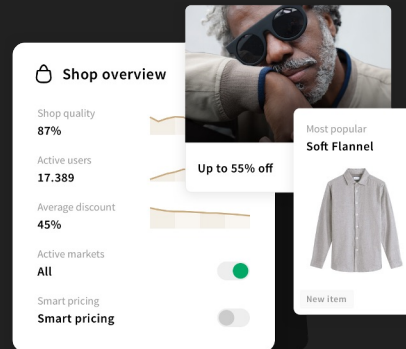 Shop overview
Shop quality
87%
Active users
17.389
Average discount
45%
Active markets
All
Smart pricing
Smart pricing
Up to 55% off
Most popular
Soft Flannel
New item